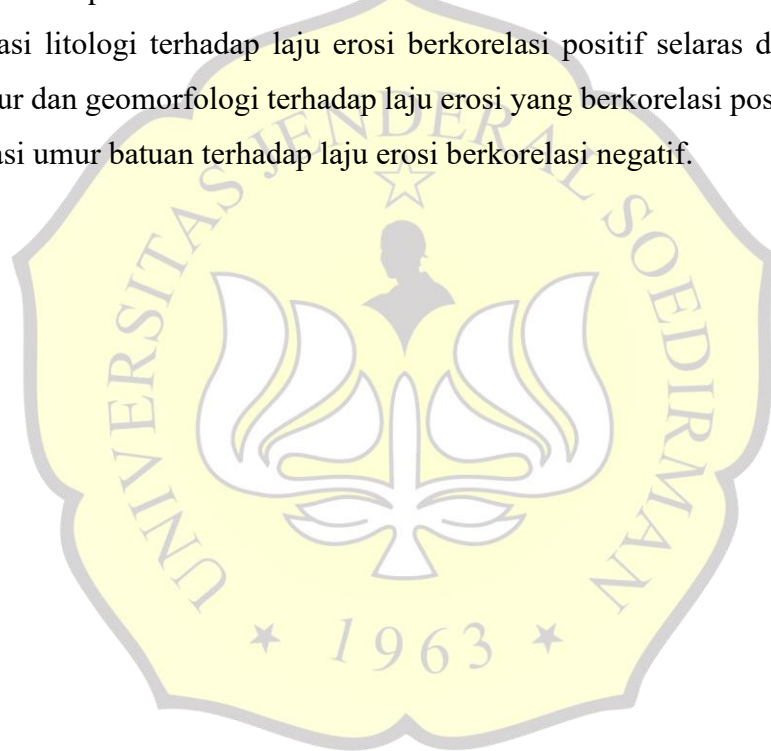 asi litologi terhadap laju erosi berkorelasi positif selaras d
ur dan geomorfologi terhadap laju erosi yang berkorelasi pos
asi umur batuan terhadap laju erosi berkorelasi negatif.
UNIVERSITAS JENDERAL SOEDIRMAN
1963